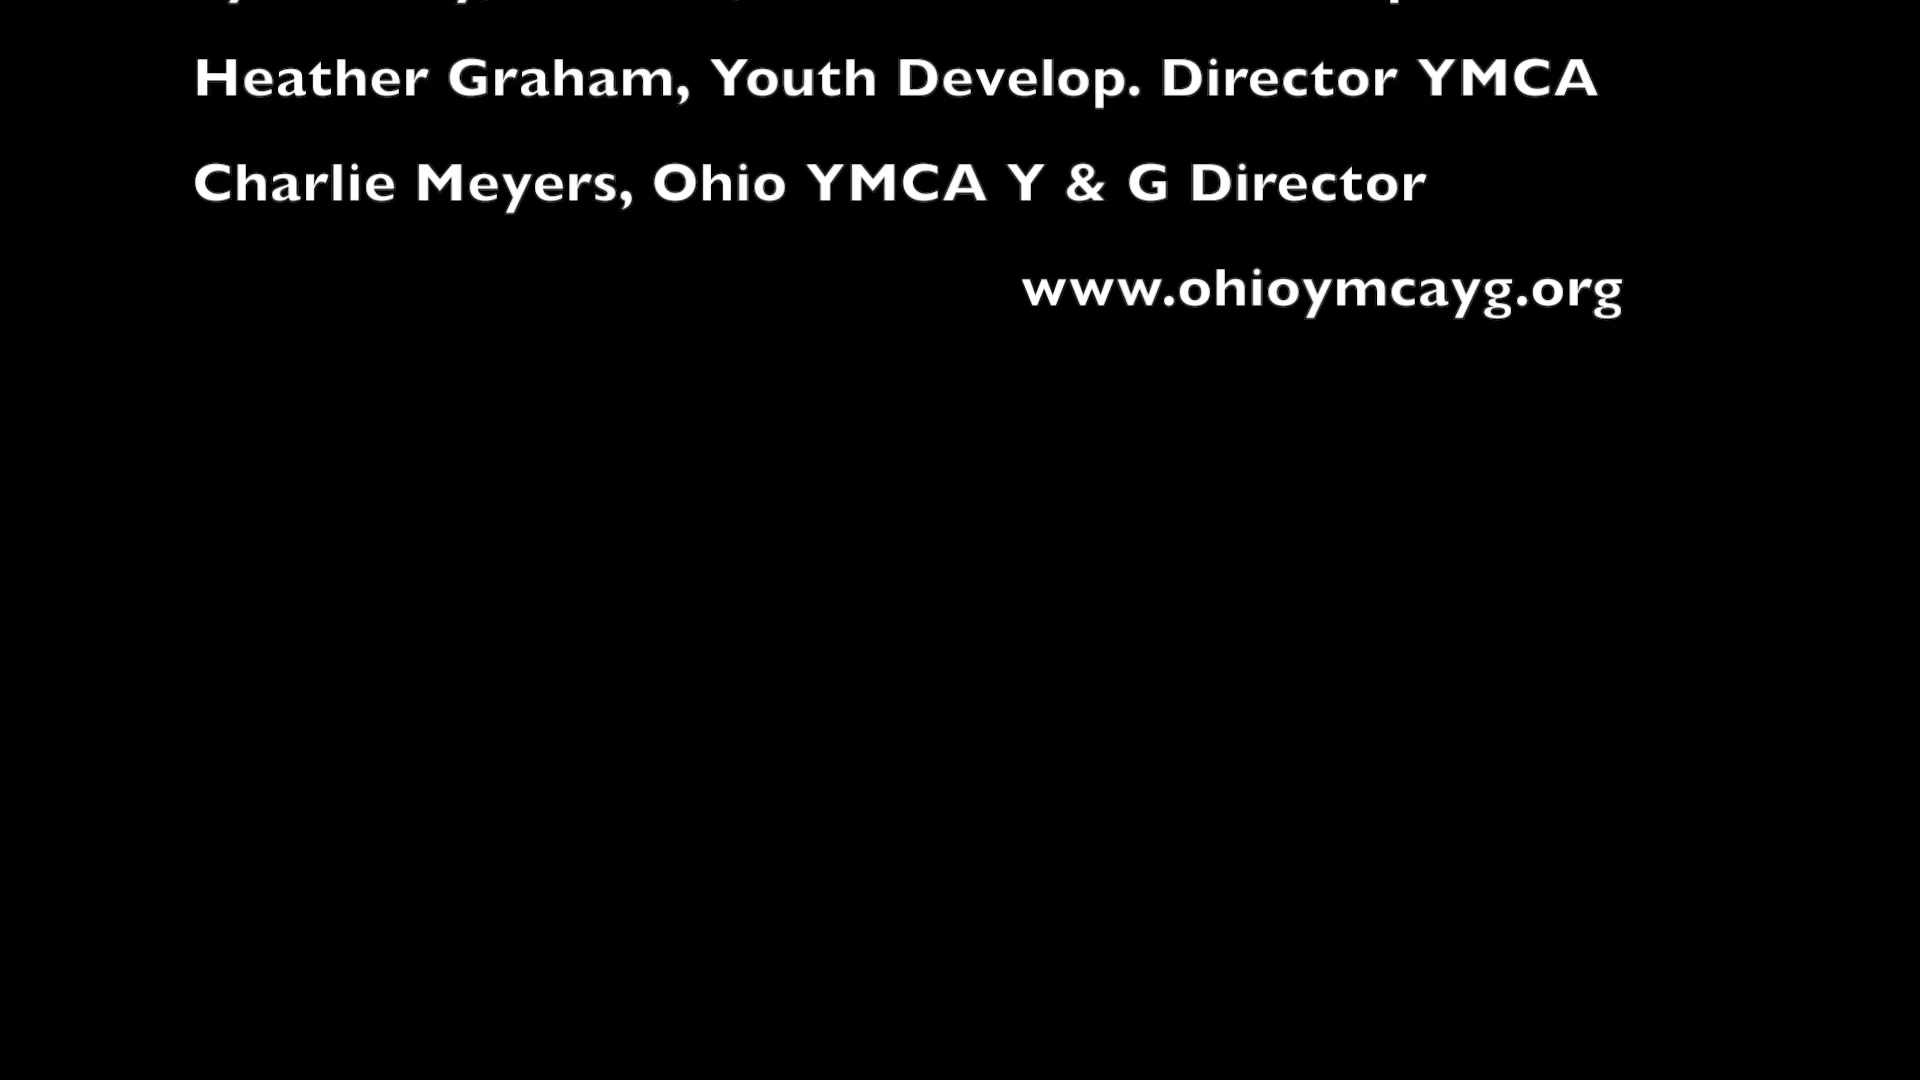 Heather Graham, Youth Develop. Director YMCA
Charlie Meyers, Ohio YMCA Y & G Director
www.ohioymcayg.org